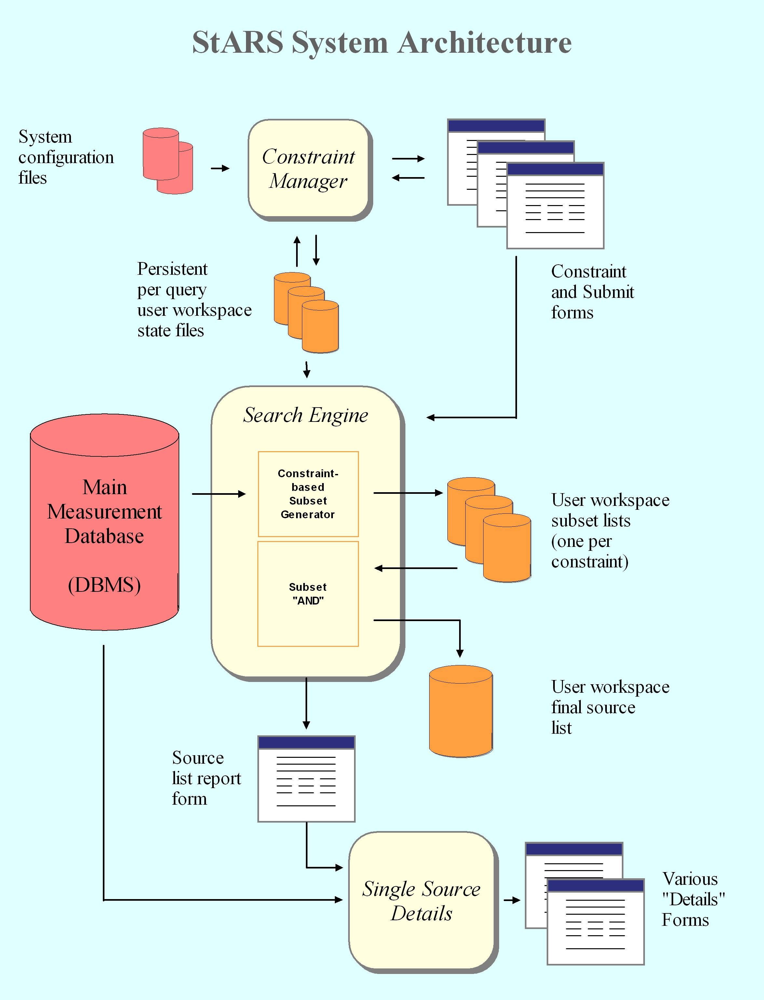 StARS System Architecture
System
configuration
files
Constraint
Manager
Persistent
per query
user workspace
state files
Constraint
and Submit
forms
Search Engine
Main
Measurement
Database
(DBMS)
Constraint-
based
Subset
Generator
User workspace
subset lists
(one per
constraint)
Subset
"AND"
User workspace
final source
list
Source
list report
form
Single Source
Details
Various
"Details"
Forms